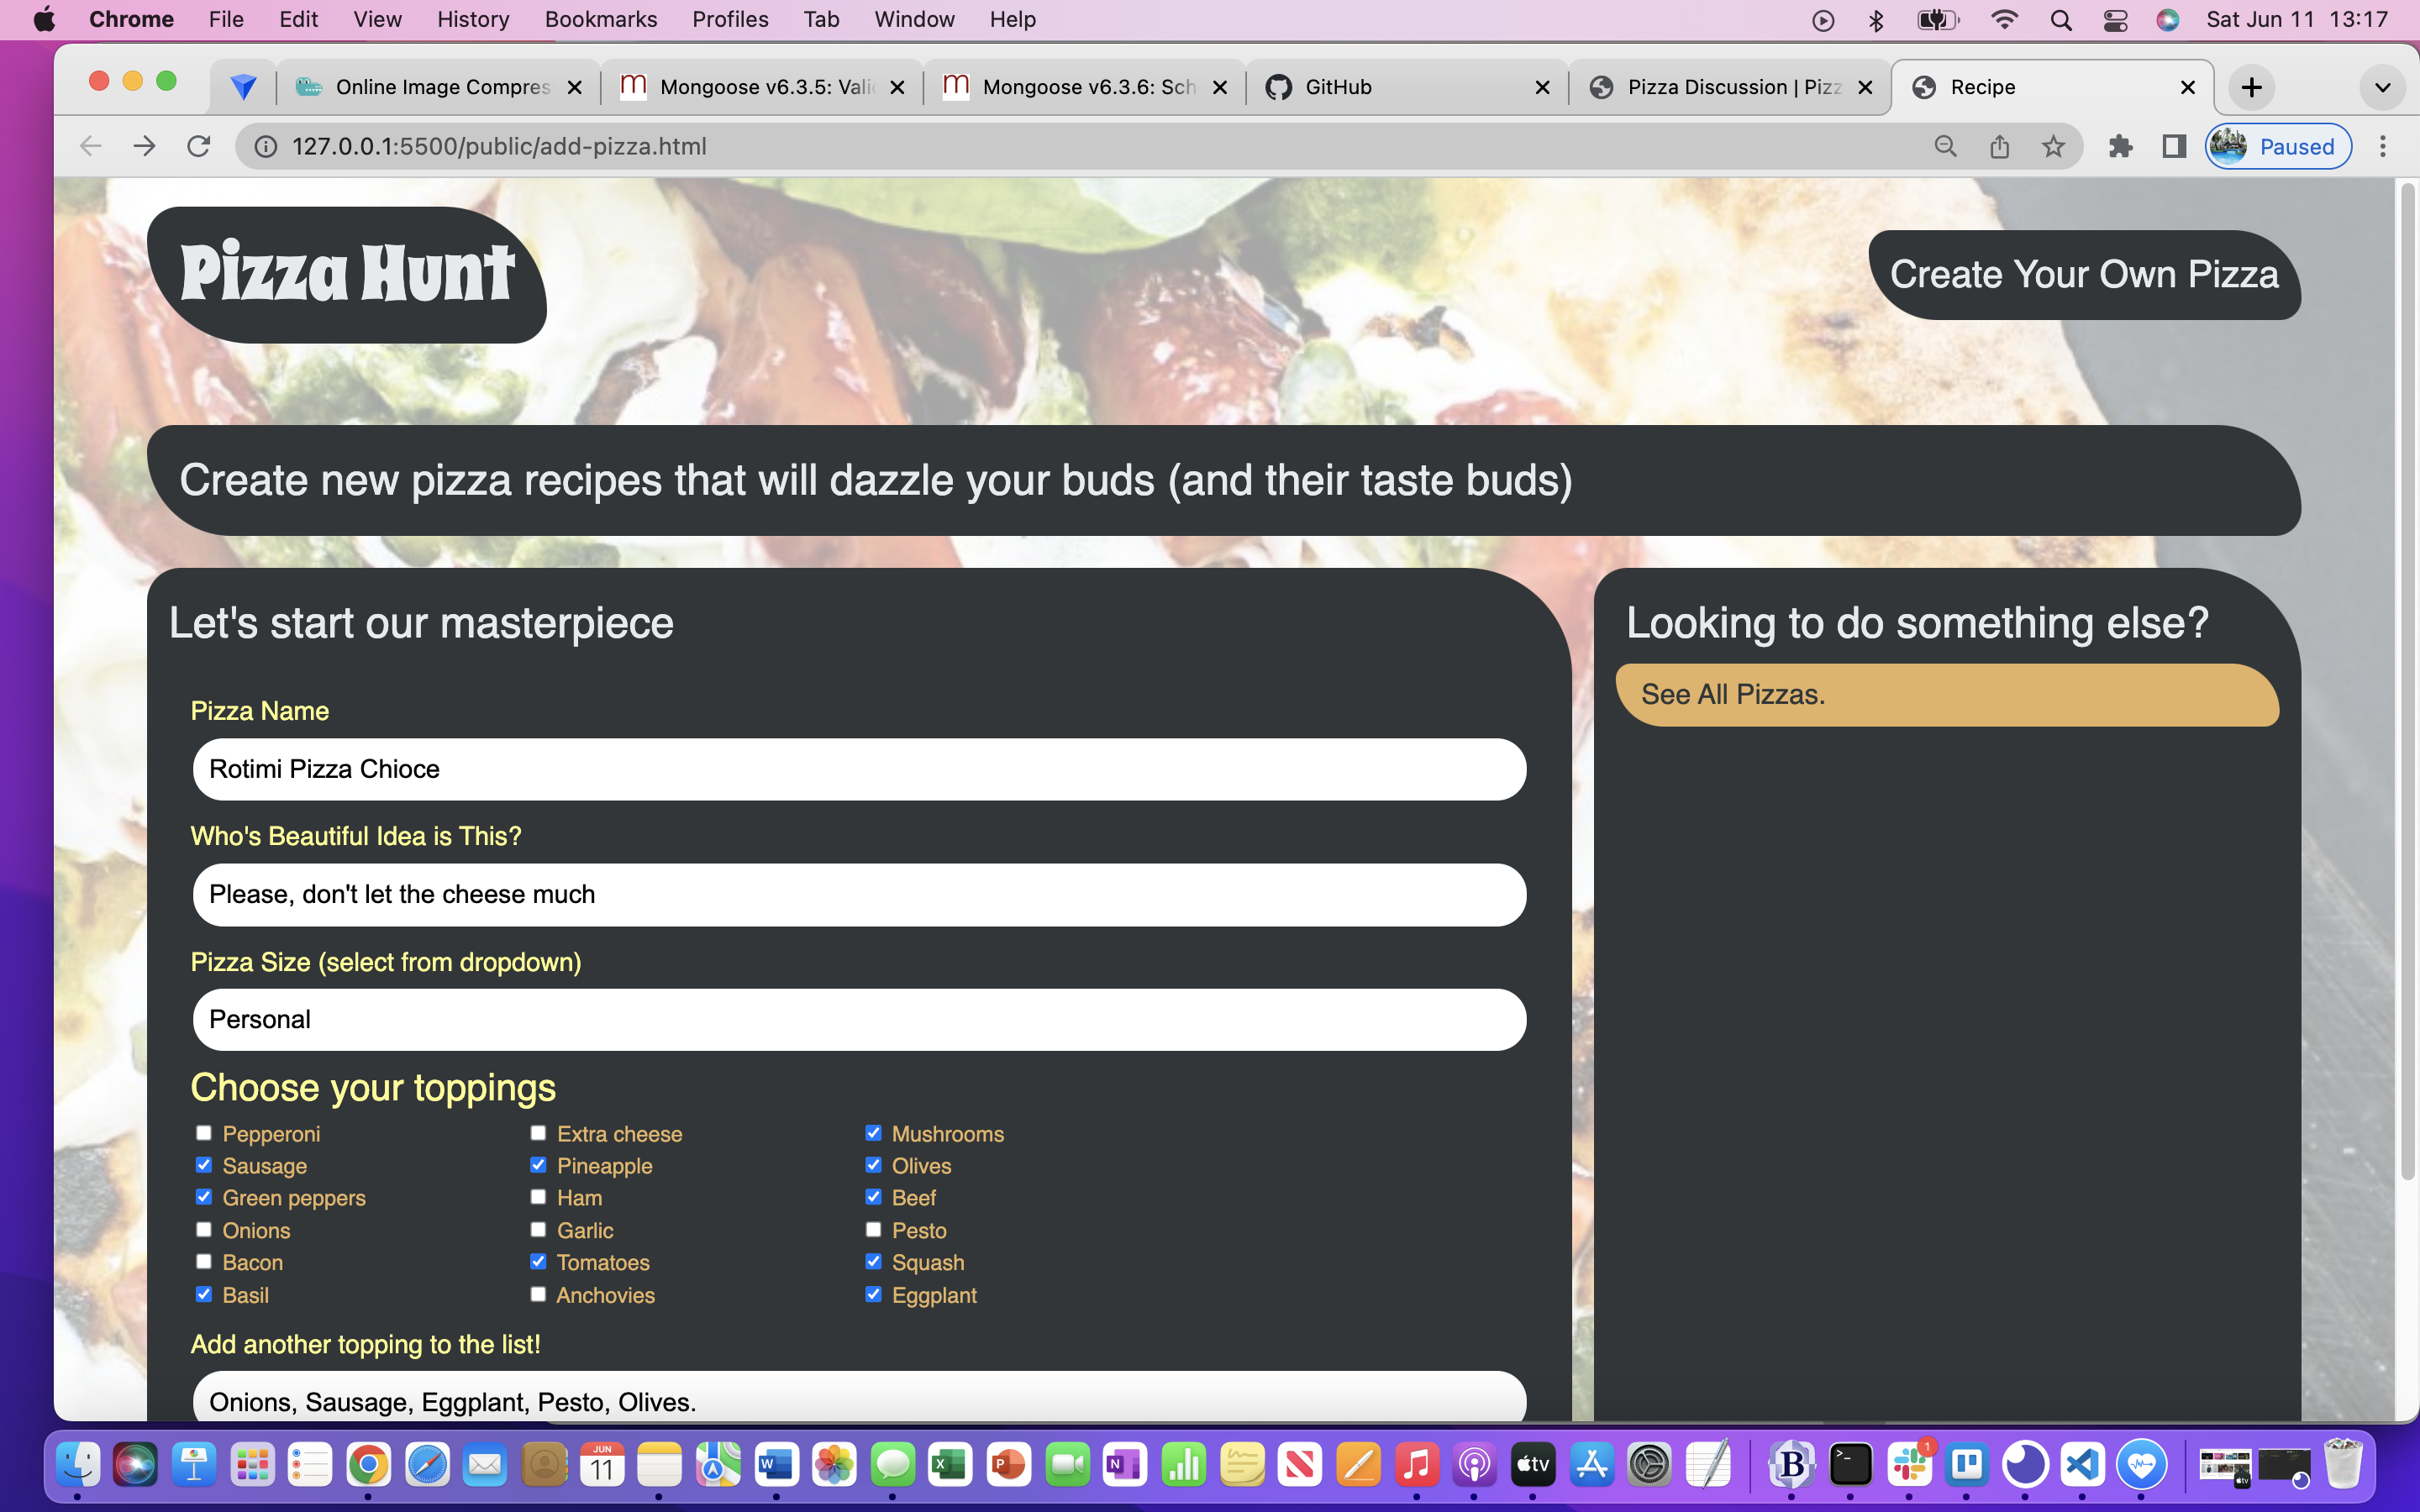 Chrome File Edit View History Bookmarks Profiles Tab Window Help Sat Jun 11 13:17
Online Image Compres Mongoose v6.3.5: Vali Mongoose v6.3.6: Sch GitHub Pizza Discussion | Pizz Recipe
127.0.0.1:5500/public/add-pizza.html Paused
Pizza Hunt
Create Your Own Pizza
Create new pizza recipes that will dazzle your buds (and their taste buds)
Let's start our masterpiece
Looking to do something else?
See All Pizzas.
Pizza Name
Rotimi Pizza Chioce
Who's Beautiful Idea is This?
Please, don't let the cheese much
Pizza Size (select from dropdown)
Personal
Choose your toppings
Pepperoni Extra cheese Mushrooms
Sausage Pineapple Olives
Green peppers Ham Beef
Onions Garlic Pesto
Bacon Tomatoes Squash
Basil Anchovies Eggplant
Add another topping to the list!
Onions, Sausage, Eggplant, Pesto, Olives.
JUN
11
1
tv